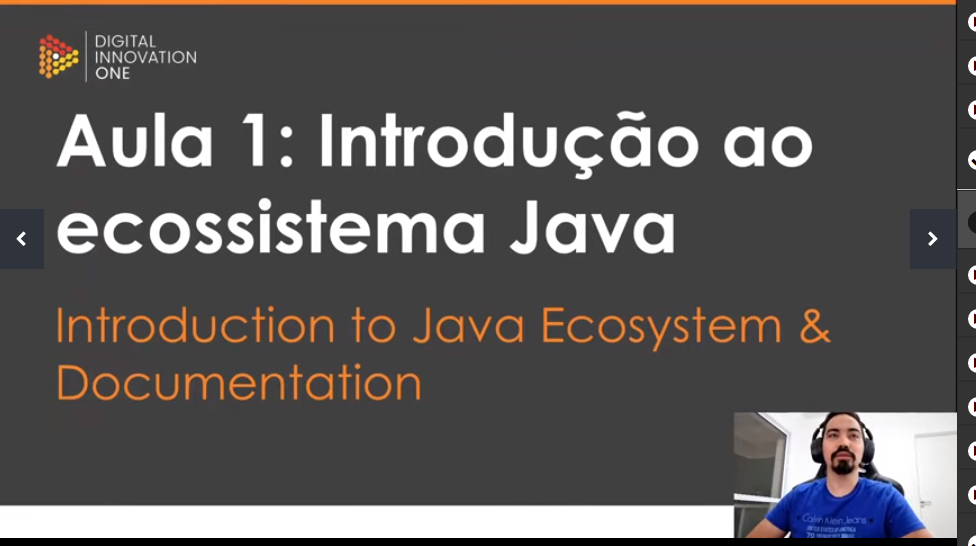 DIGITAL
INNOVATION
ONE
Aula 1: Introdução ao
ecossistema Java
Introduction to Java Ecosystem &
Documentation
Calvin Klein Jeans